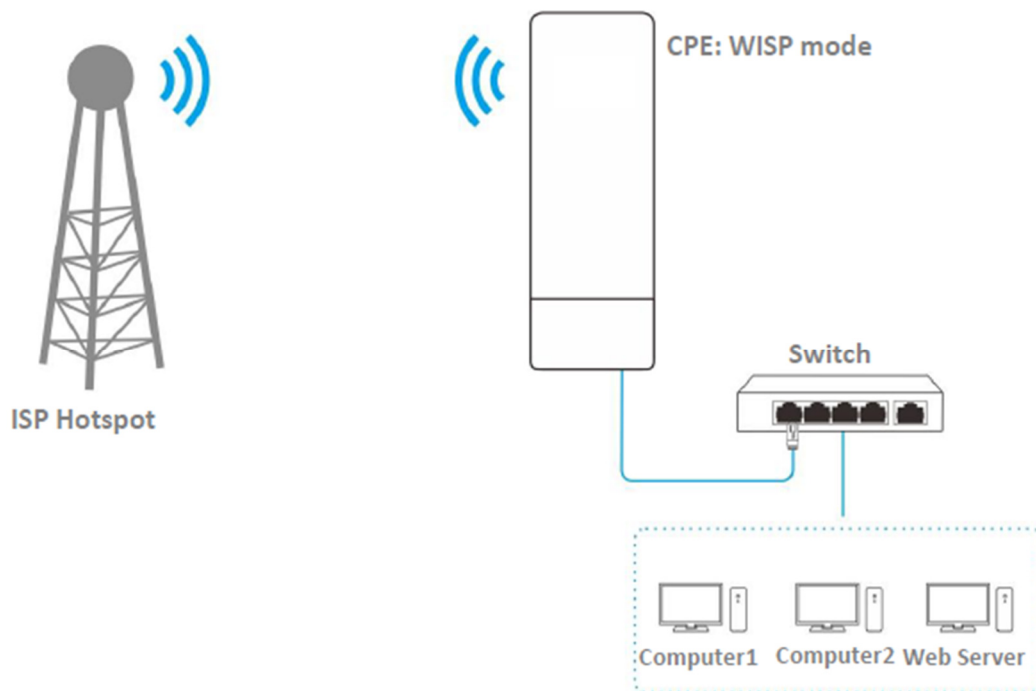 CPE: WISP mode
ISP Hotspot
Switch
Computer1
Computer2
Web Server